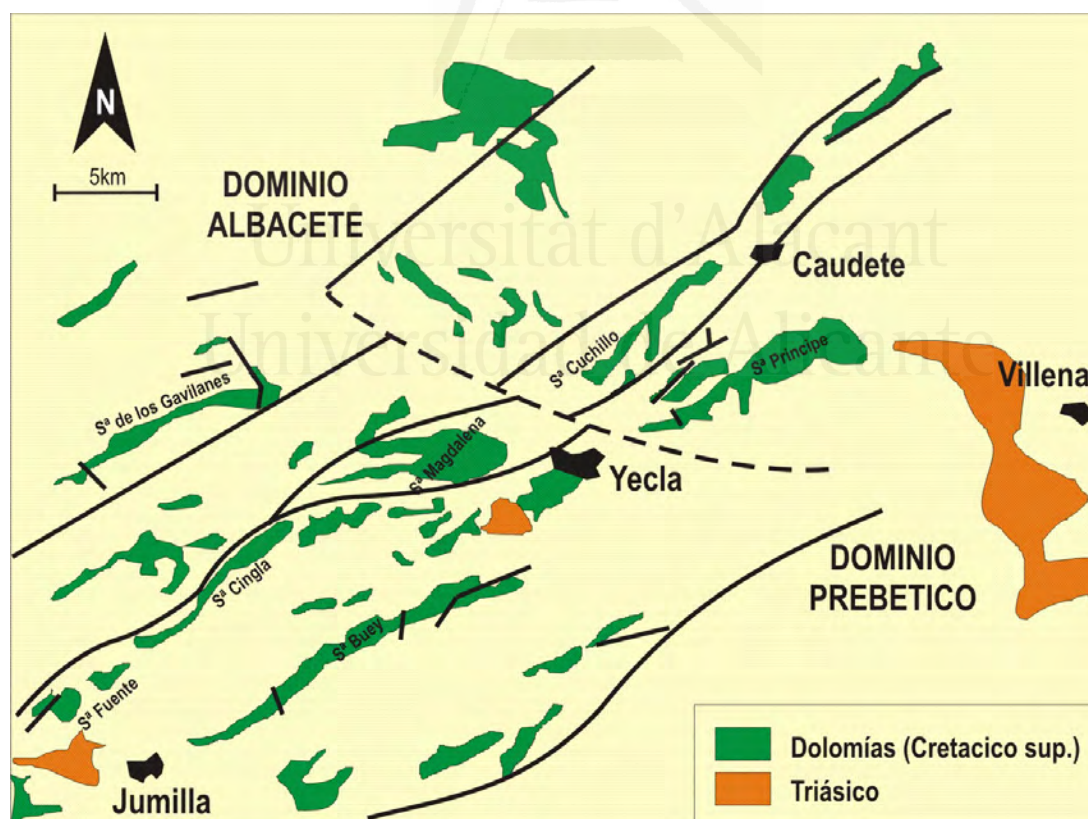 N
5km
DOMINIO
ALBACETE
Universitat d'Alacant
Universidad de Alicante
Caudete
Sª Cuchillo
Sª Principe
Villena
Sª de los Gavilanes
Sª Magdalena
Yecla
DOMINIO
PREBETICO
Sª Cingla
Sª Buey
Sª Fuente
Jumilla
Dolomías (Cretacico sup.)
Triásico